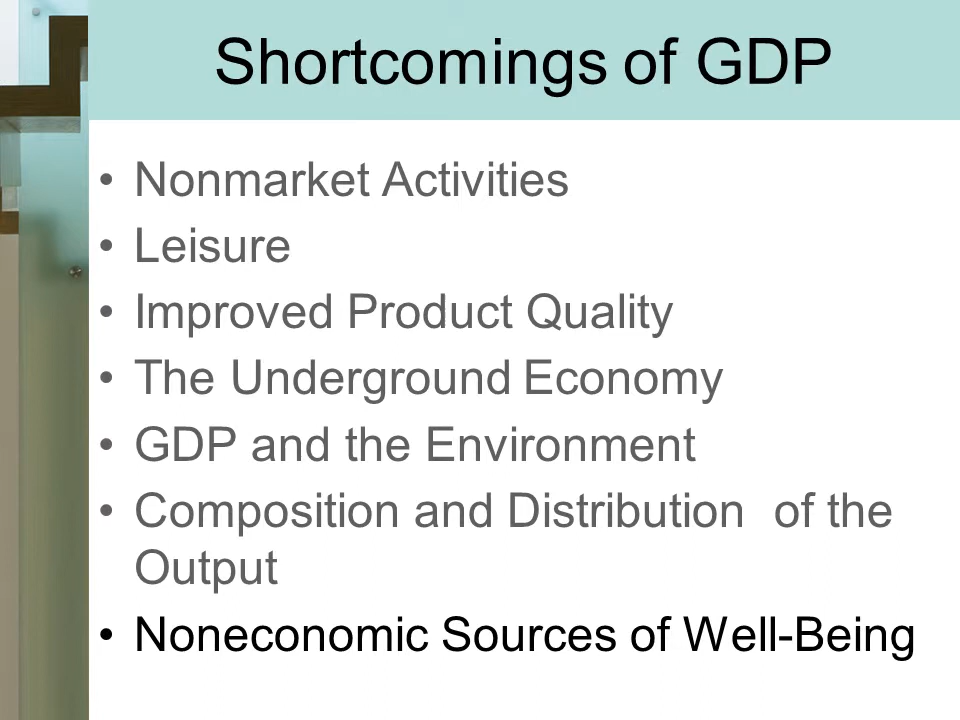 Shortcomings of GDP
• Nonmarket Activities
• Leisure
• Improved Product Quality
• The Underground Economy
• GDP and the Environment
• Composition and Distribution  of the
Output
• Noneconomic Sources of Well-Being